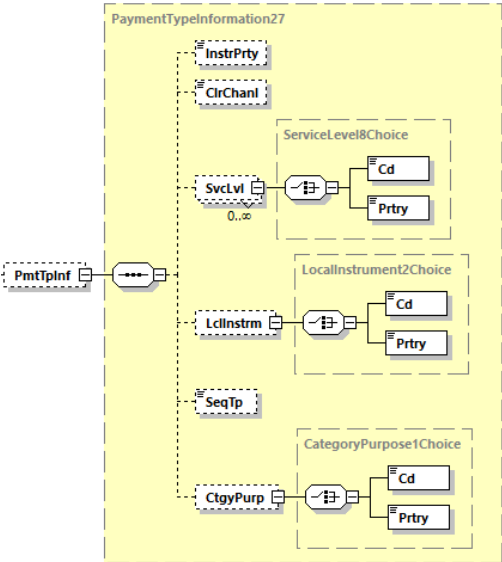 PaymentTypeInformation27
InstrPrty
ClrChanl
ServiceLevel8Choice
Cd
SvcLvl
0..∞
Prtry
PmtTpInf
LocalInstrument2Choice
Cd
LclInstrm
Prtry
SeqTp
CategoryPurpose1Choice
Cd
CtgyPurp
Prtry